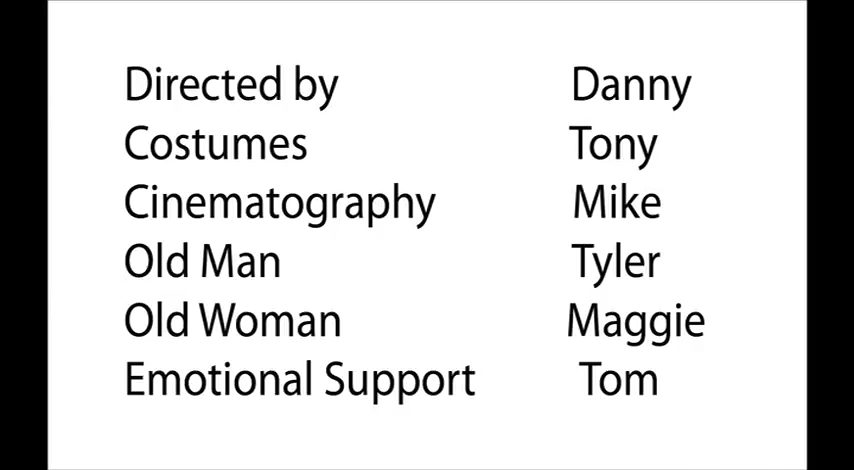 Directed by Danny
Costumes Tony
Cinematography Mike
Old Man Tyler
Old Woman Maggie
Emotional Support Tom